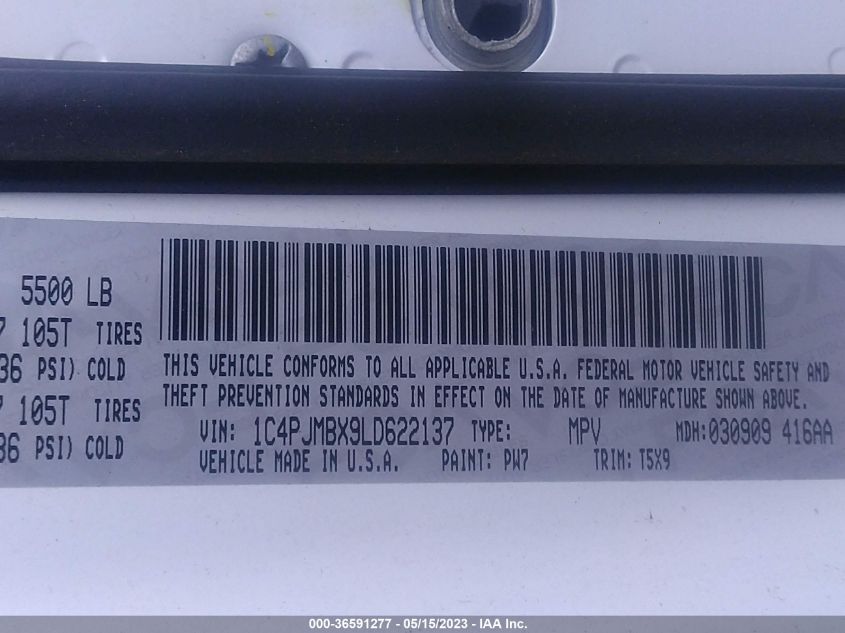 5500 LB
105T TIRES
36 PSI) COLD
105T TIRES
36 PSI) COLD
THIS VEHICLE CONFORMS TO ALL APPLICABLE U.S.A. FEDERAL MOTOR VEHICLE SAFETY AND
THEFT PREVENTION STANDARDS IN EFFECT ON THE DATE OF MANUFACTURE SHOWN ABOVE.
VIN: 1C4PJMBX9LD622137 TYPE: MPV MDH:030909 416AA
VEHICLE MADE IN U.S.A. PAINT: PW7 TRIM: T5X9
000-36591277 - 05/15/2023 - IAA Inc.